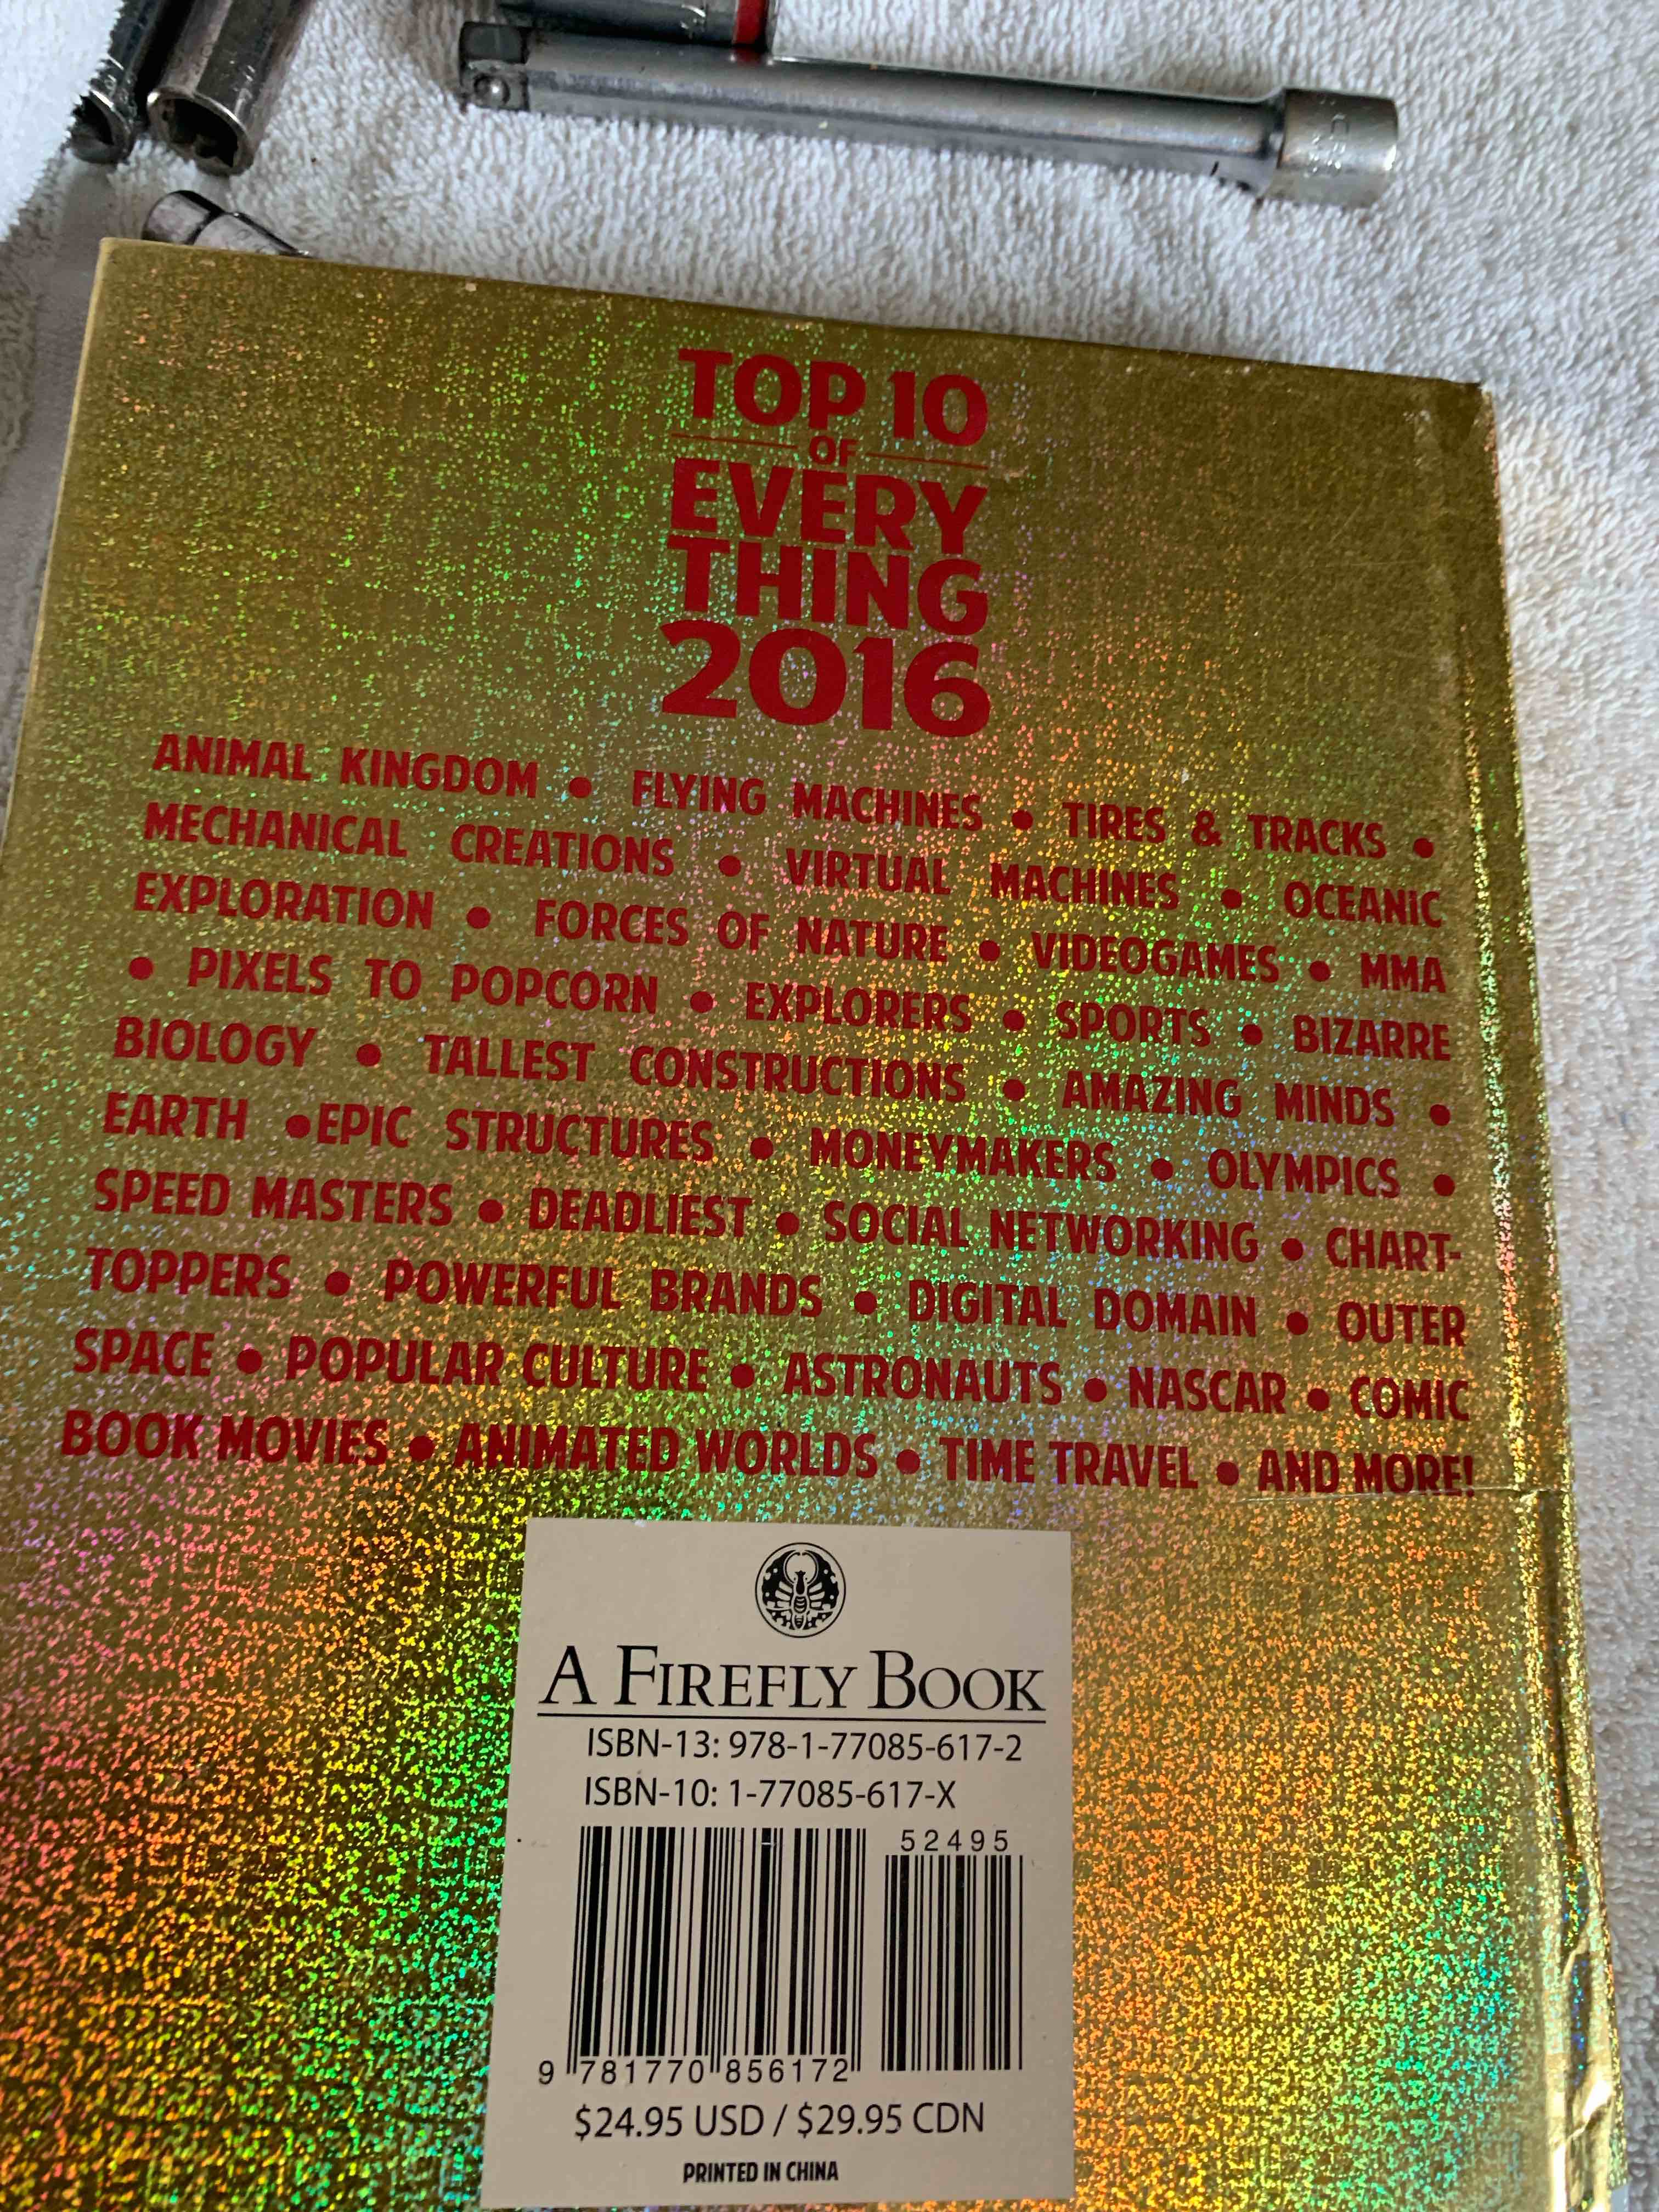 TOP 10
OF
EVERY
THING
2016
ANIMAL KINGDOM • FLYING MACHINES • TIRES & TRACKS •
MECHANICAL CREATIONS • VIRTUAL MACHINES • OCEANIC
EXPLORATION • FORCES OF NATURE • VIDEOGAMES • MMA
• PIXELS TO POPCORN • EXPLORERS • SPORTS • BIZARRE
BIOLOGY • TALLEST CONSTRUCTIONS • AMAZING MINDS •
EARTH •EPIC STRUCTURES • MONEYMAKERS • OLYMPICS •
SPEED MASTERS • DEADLIEST • SOCIAL NETWORKING • CHART-
TOPPERS • POWERFUL BRANDS • DIGITAL DOMAIN • OUTER
SPACE • POPULAR CULTURE • ASTRONAUTS • NASCAR • COMIC
BOOK MOVIES • ANIMATED WORLDS • TIME TRAVEL • AND MORE!
A FIREFLY BOOK
ISBN-13: 978-1-77085-617-2
ISBN-10: 1-77085-617-X
52495
9 781770 856172
$24.95 USD / $29.95 CDN
PRINTED IN CHINA